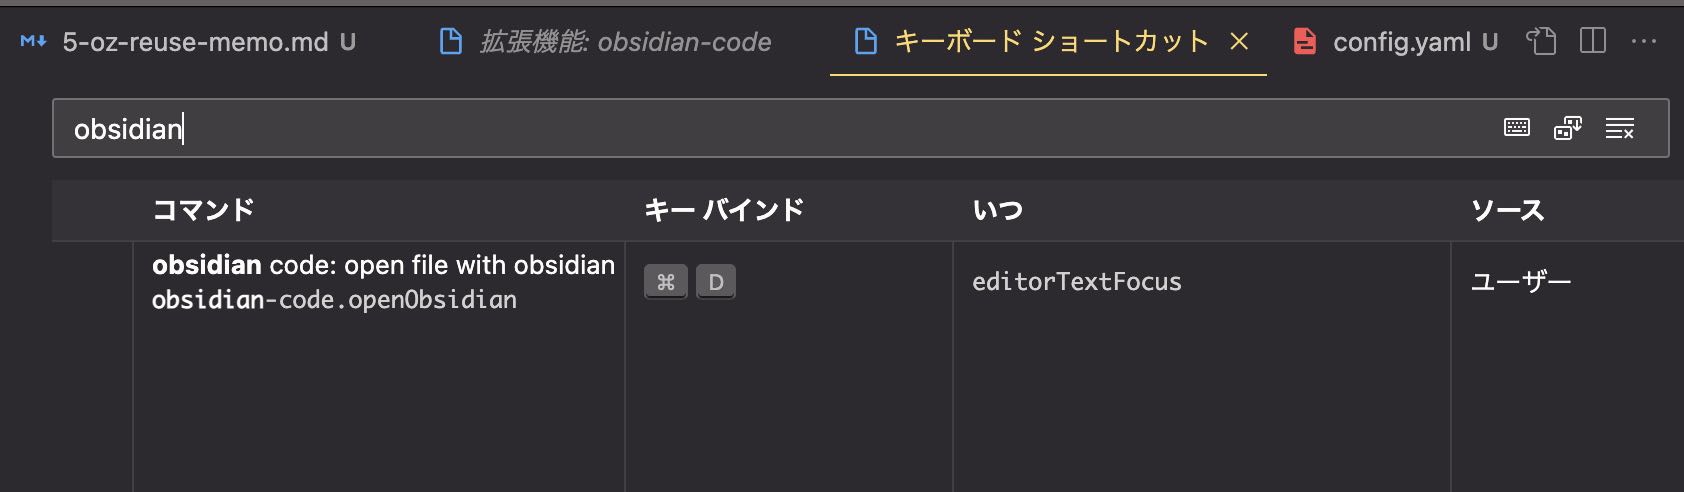 M↓ 5-oz-reuse-memo.md U 拡張機能: obsidian-code キーボード ショートカット config.yaml U
obsidian
コマンド キー バインド いつ ソース
obsidian code: open file with obsidian ⌘ D editorTextFocus ユーザー
obsidian-code.openObsidian